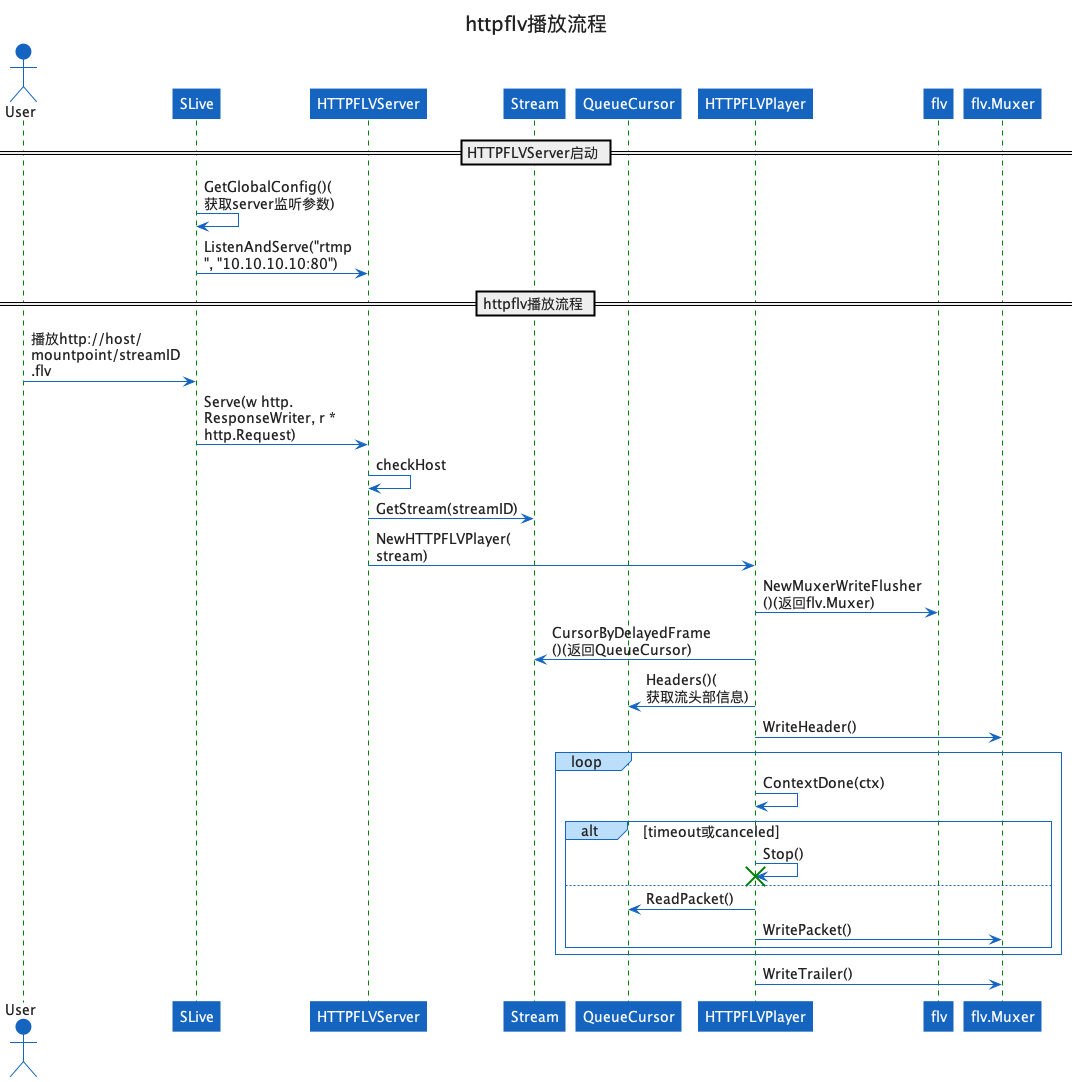 httpflv播放流程
User
SLive
HTTPFLVServer
Stream
QueueCursor
HTTPFLVPlayer
flv
flv.Muxer
HTTPFLVServer启动
GetGlobalConfig()(
获取server监听参数)
ListenAndServe("rtmp
", "10.10.10.10:80")
httpflv播放流程
播放http://host/
mountpoint/streamID
.flv
Serve(w http.
ResponseWriter, r *
http.Request)
checkHost
GetStream(streamID)
NewHTTPFLVPlayer(
stream)
NewMuxerWriteFlusher
()(返回flv.Muxer)
CursorByDelayedFrame
()(返回QueueCursor)
Headers()(
获取流头部信息)
WriteHeader()
loop
ContextDone(ctx)
alt
[timeout或canceled]
Stop()
ReadPacket()
WritePacket()
WriteTrailer()
User
SLive
HTTPFLVServer
Stream
QueueCursor
HTTPFLVPlayer
flv
flv.Muxer